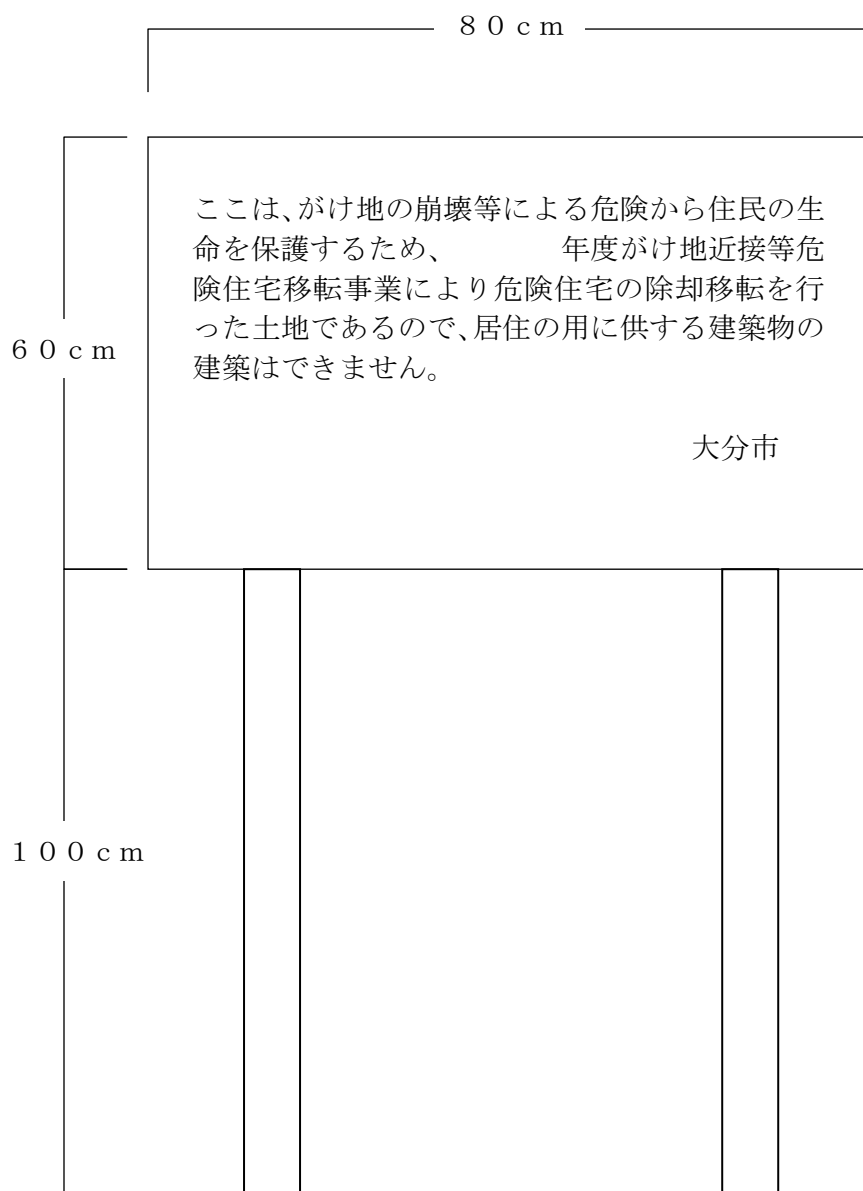 ８０ｃｍ
ここは、がけ地の崩壊等による危険から住民の生
命を保護するため、　　　　年度がけ地近接等危
険住宅移転事業により危険住宅の除却移転を行
った土地であるので、居住の用に供する建築物の
建築はできません。
６０ｃｍ
大分市
１００ｃｍ